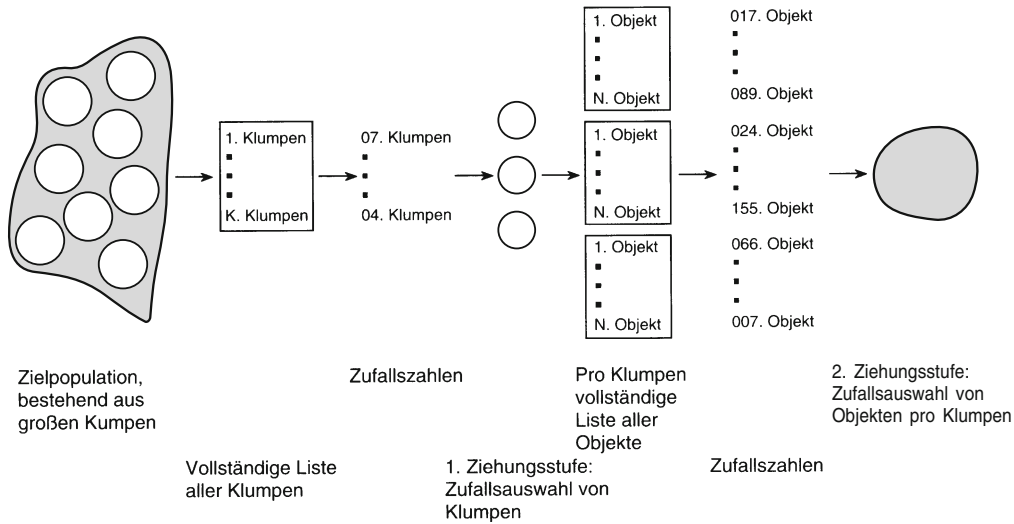 1. Klumpen
K. Klumpen
07. Klumpen
04. Klumpen
1. Objekt
N. Objekt
1. Objekt
N. Objekt
1. Objekt
N. Objekt
017. Objekt
089. Objekt
024. Objekt
155. Objekt
066. Objekt
007. Objekt
Zielpopulation,
bestehend aus
großen Kumpen
Vollständige Liste
aller Klumpen
Zufallszahlen
1. Ziehungsstufe:
Zufallsauswahl von
Klumpen
Pro Klumpen
vollständige
Liste aller
Objekte
Zufallszahlen
2. Ziehungsstufe:
Zufallsauswahl von
Objekten pro Klumpen